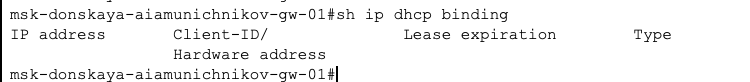 msk-donskaya-aiamunichnikov-gw-01#sh ip dhcp binding
IP address Client-ID/ Lease expiration Type
Hardware address
msk-donskaya-aiamunichnikov-gw-01#